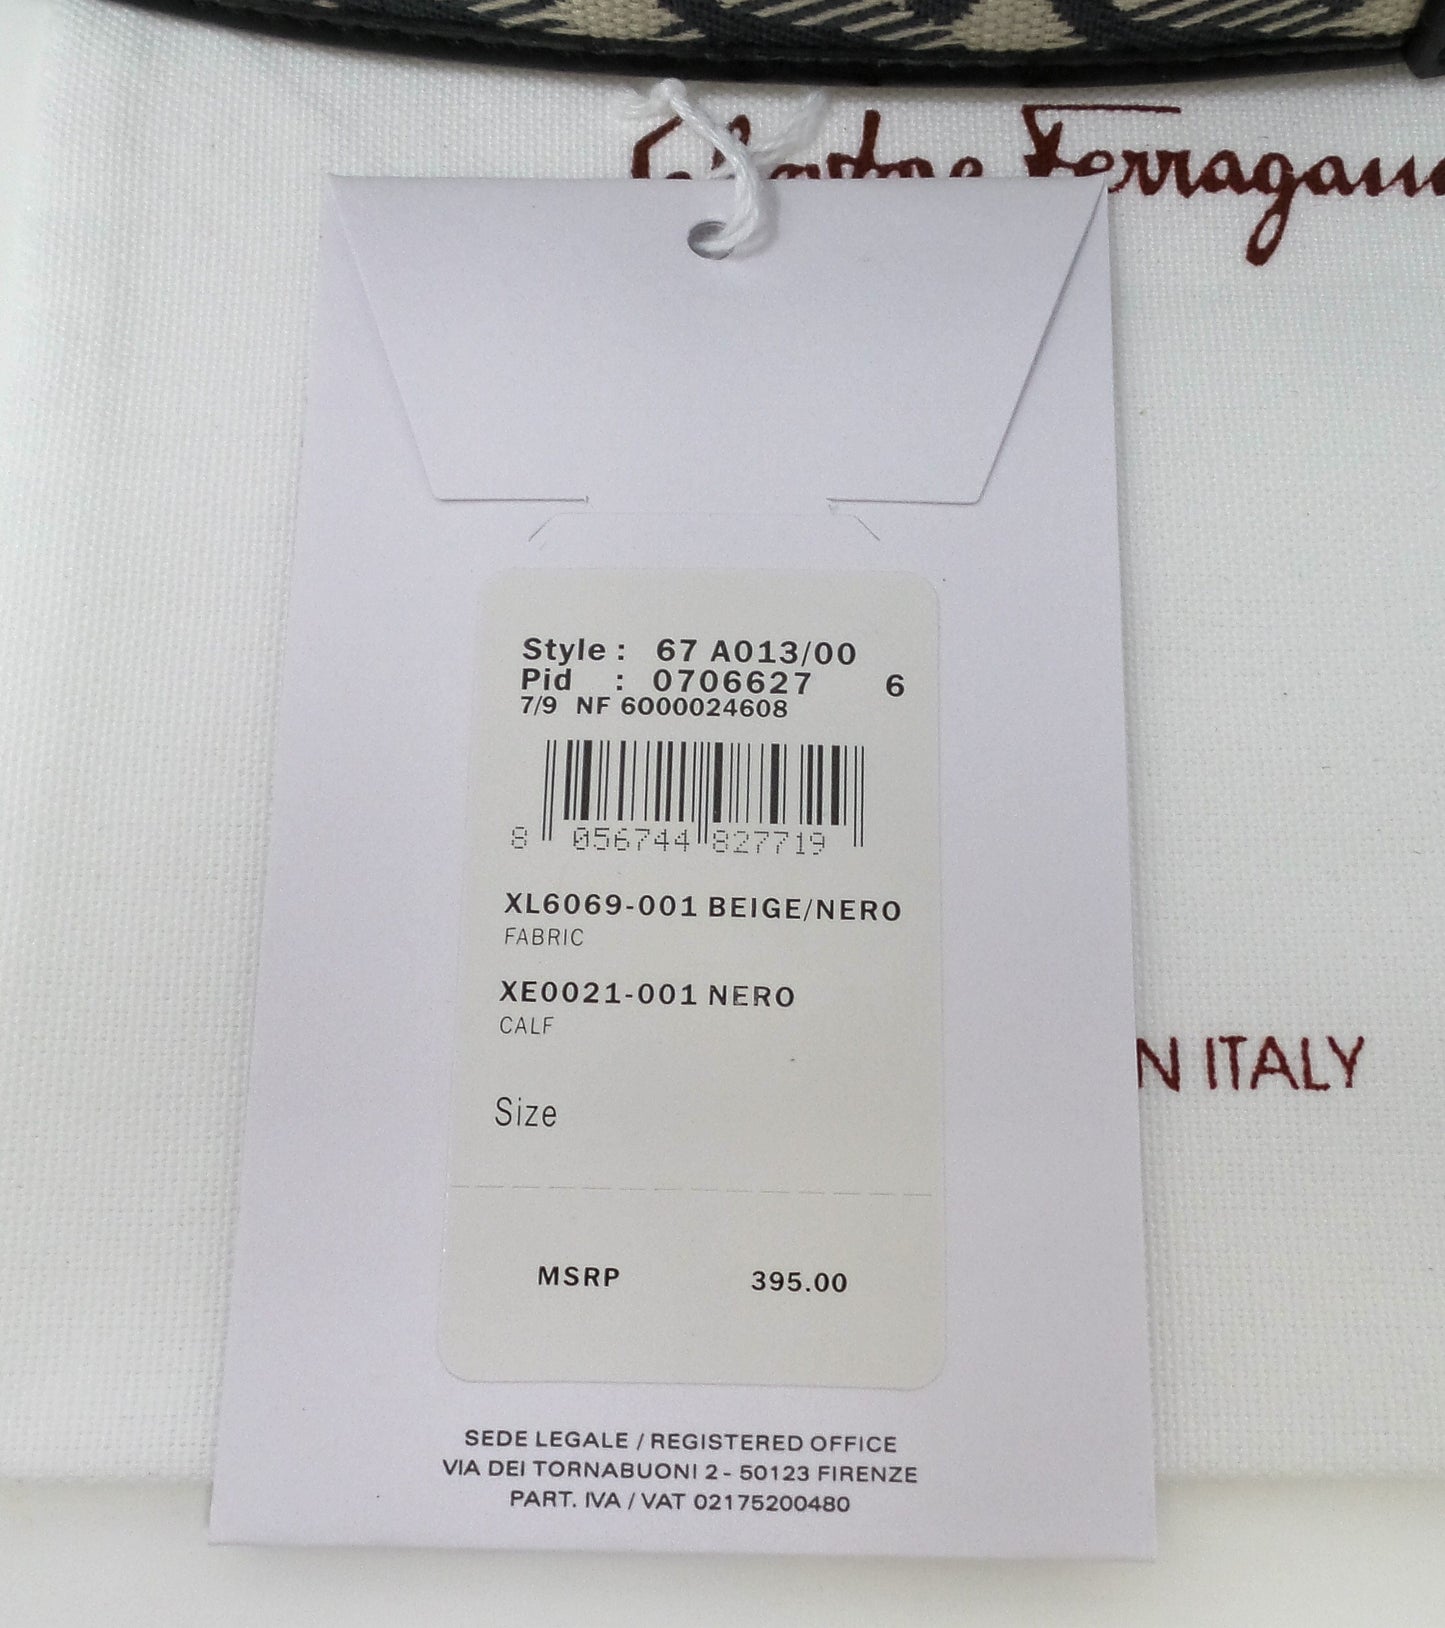 Style : 67 A013/00
Pid : 0706627 6
7/9 NF 6000024608
8 056744 827719
XL6069-001 BEIGE/NERO
FABRIC
XE0021-001 NERO
CALF
N ITALY
Size
MSRP 395.00
SEDE LEGALE / REGISTERED OFFICE
VIA DEI TORNABUONI 2 - 50123 FIRENZE
PART. IVA / VAT 02175200480